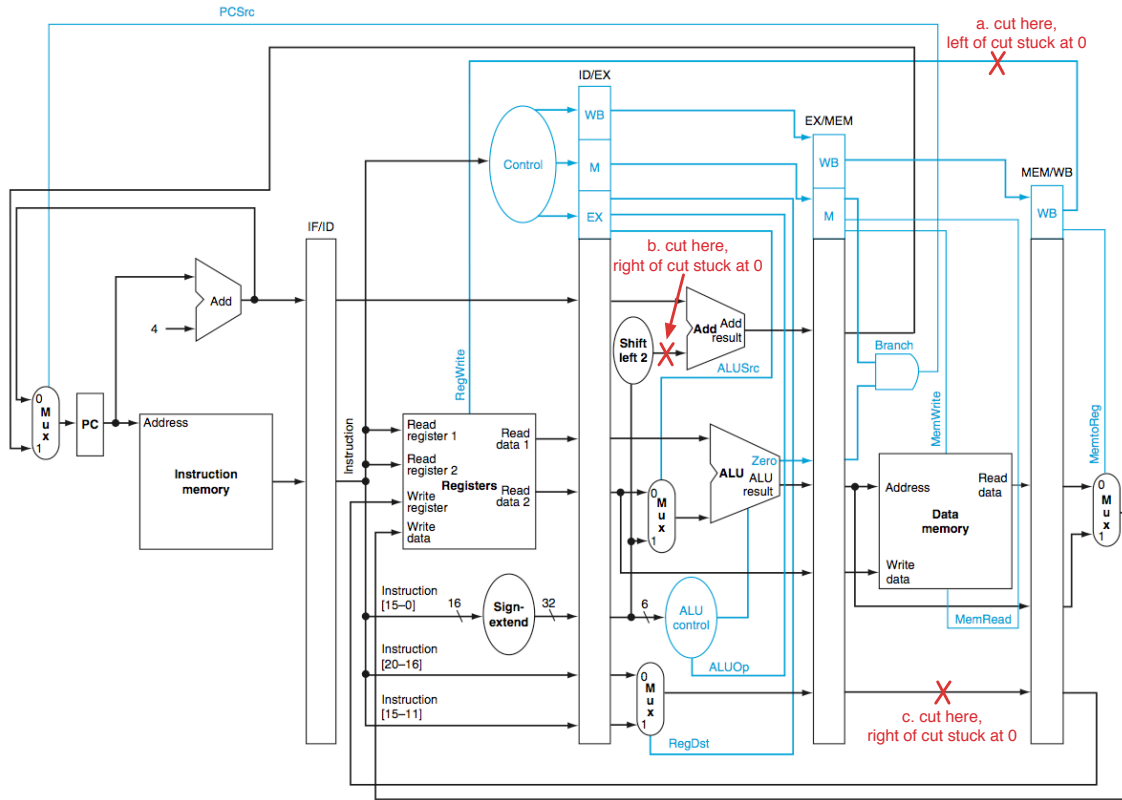 PCSrc
a. cut here,
left of cut stuck at 0
ID/EX
WB
EX/MEM
Control
M
WB
MEM/WB
EX
M
WB
IF/ID
b. cut here,
right of cut stuck at 0
Add
4
Add Add
result
Shift
left 2
Branch
ALUSrc
RegWrite
MemWrite
MemtoReg
0
M
u
x
1
PC
Address
Instruction
memory
Instruction
Read
register 1
Read
register 2
Write
register
Write
data
Registers
Read
data 1
Read
data 2
0
M
u
x
1
Zero
ALU
ALU
result
Address
Read
data
Data
memory
Write
data
0
M
u
x
1
Instruction
[15–0]
16
Sign-
extend
32
6
ALU
control
MemRead
Instruction
[20–16]
ALUOp
0
M
u
x
1
Instruction
[15–11]
RegDst
c. cut here,
right of cut stuck at 0